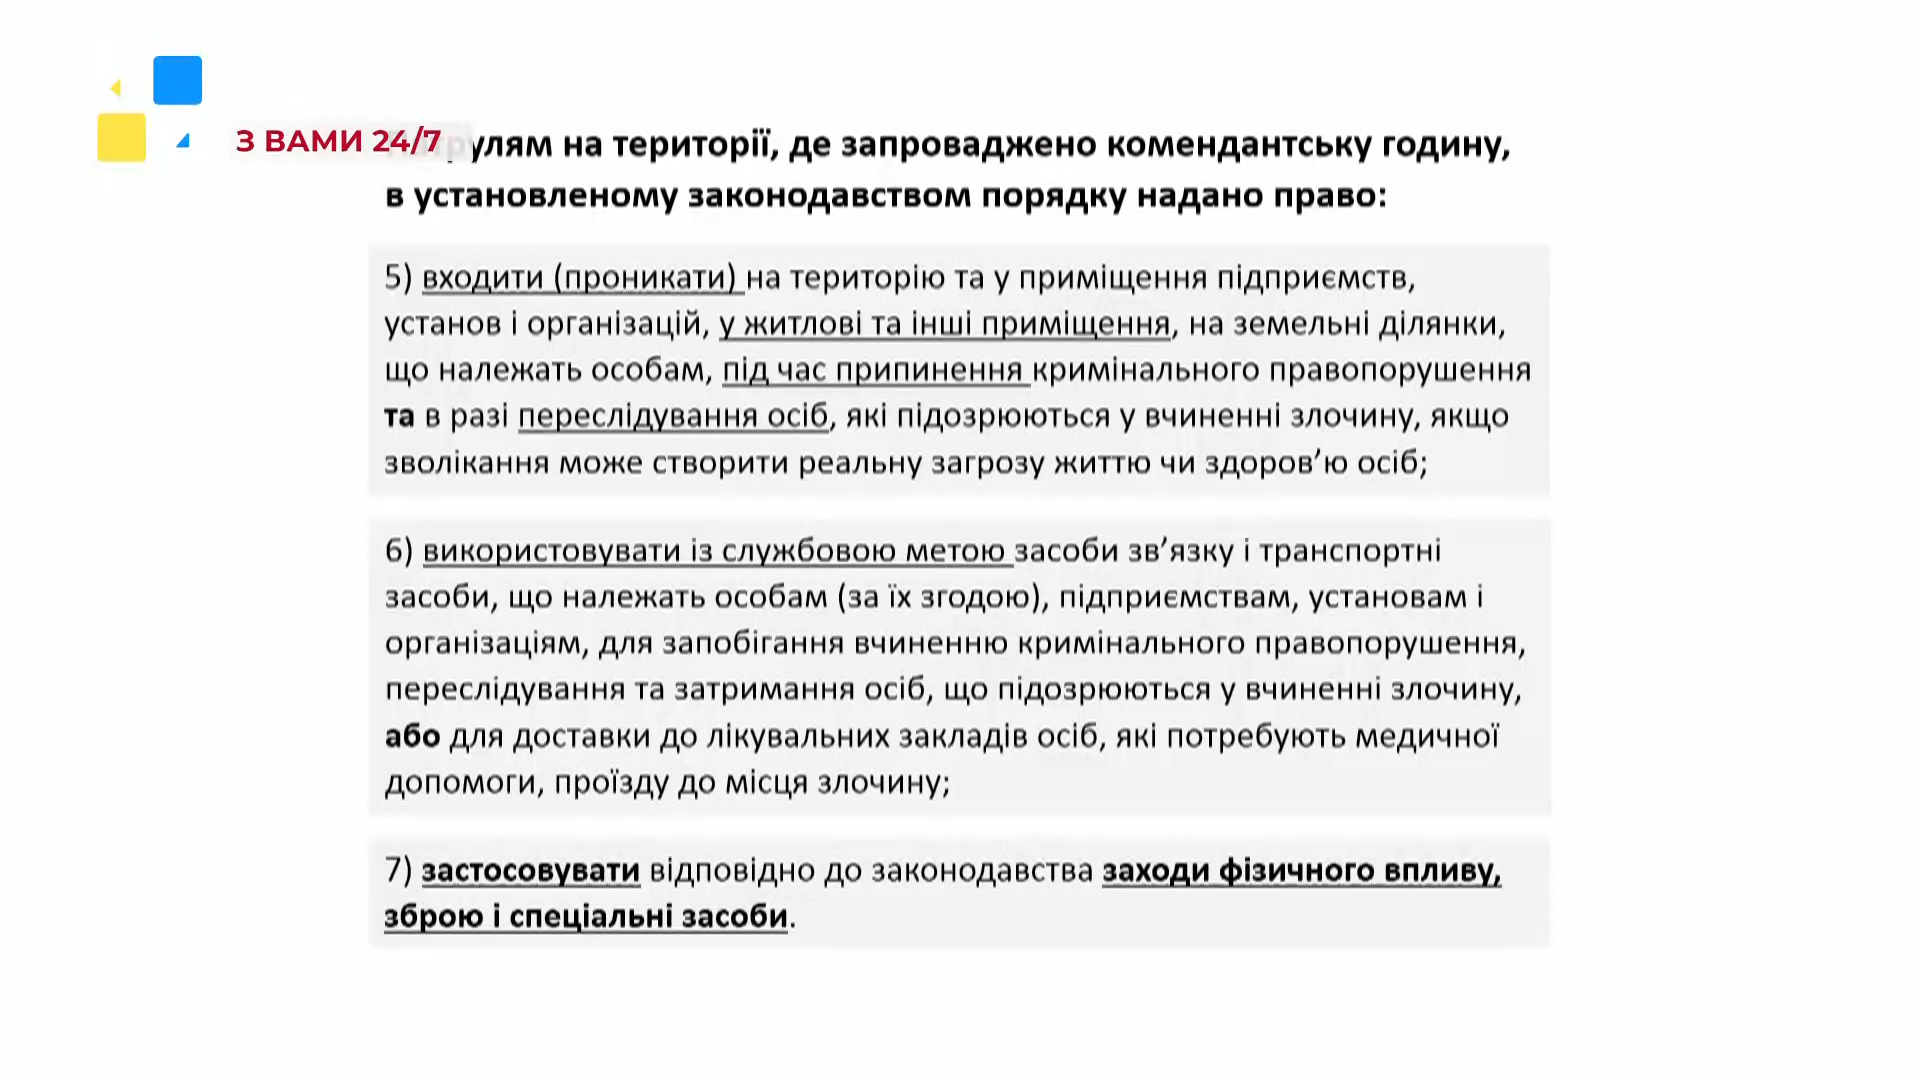 З ВАМИ 24/7
на території, де запроваджено комендантську годину,
в установленому законодавством порядку надано право:
5) входити (проникати) на територію та у приміщення підприємств,
установ і організацій, у житлові та інші приміщення, на земельні ділянки,
що належать особам, під час припинення кримінального правопорушення
та в разі переслідування осіб, які підозрюються у вчиненні злочину, якщо
зволікання може створити реальну загрозу життю чи здоров’ю осіб;
6) використовувати із службовою метою засоби зв’язку і транспортні
засоби, що належать особам (за їх згодою), підприємствам, установам і
організаціям, для запобігання вчиненню кримінального правопорушення,
переслідування та затримання осіб, що підозрюються у вчиненні злочину,
або для доставки до лікувальних закладів осіб, які потребують медичної
допомоги, проїзду до місця злочину;
7) застосовувати відповідно до законодавства заходи фізичного впливу,
зброю і спеціальні засоби.